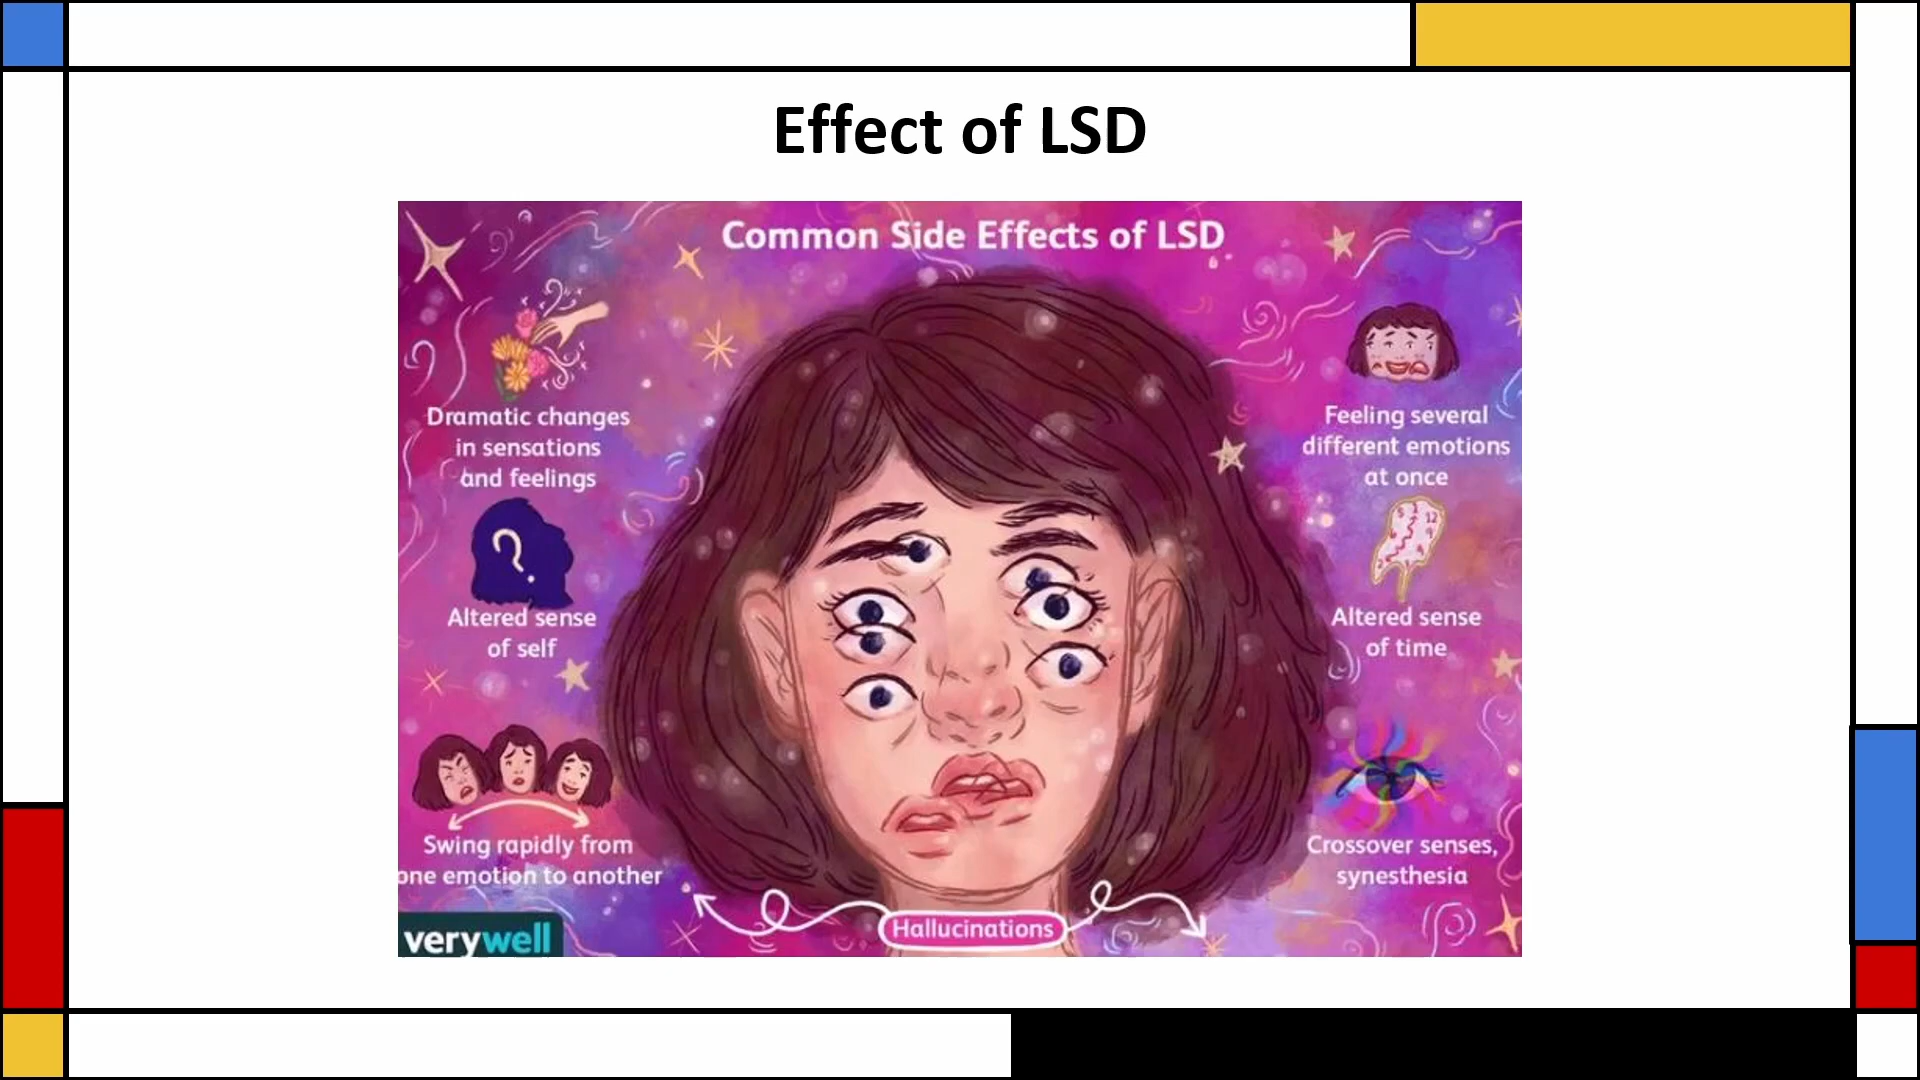 Effect of LSD
Common Side Effects of LSD
Dramatic changes
in sensations
and feelings
?
Altered sense
of self
Swing rapidly from
one emotion to another
Feeling several
different emotions
at once
12
Altered sense
of time
Crossover senses,
synesthesia
Hallucinations
verywell